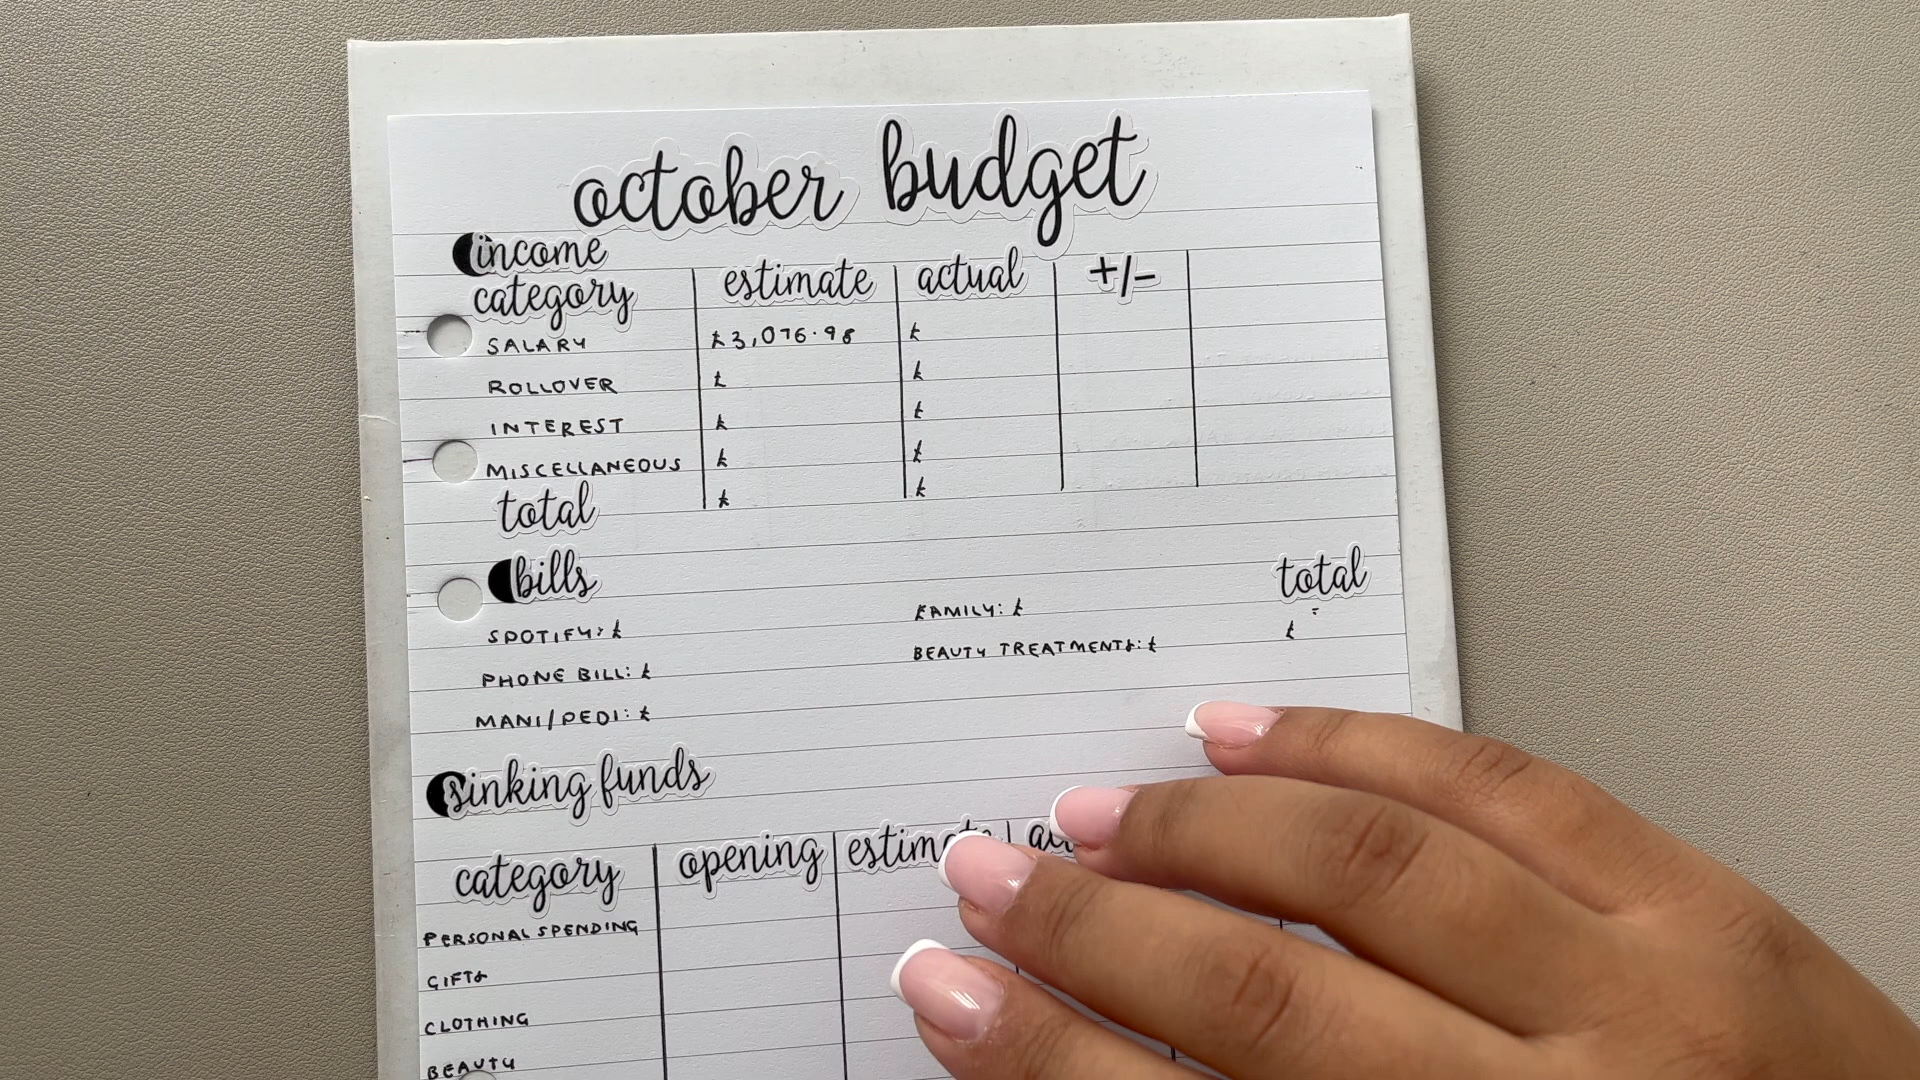 october budget
income
category estimate actual +/-
SALARY £3,076.98 £
ROLLOVER £ £
INTEREST £ £
MISCELLANEOUS £ £
total £ £
bills total
SPOTIFY: £ FAMILY: £ £
PHONE BILL: £ BEAUTY TREATMENTS: £
MANI/PEDI: £
sinking funds
category opening
PERSONAL SPENDING
GIFTS
CLOTHING
BEAUTY